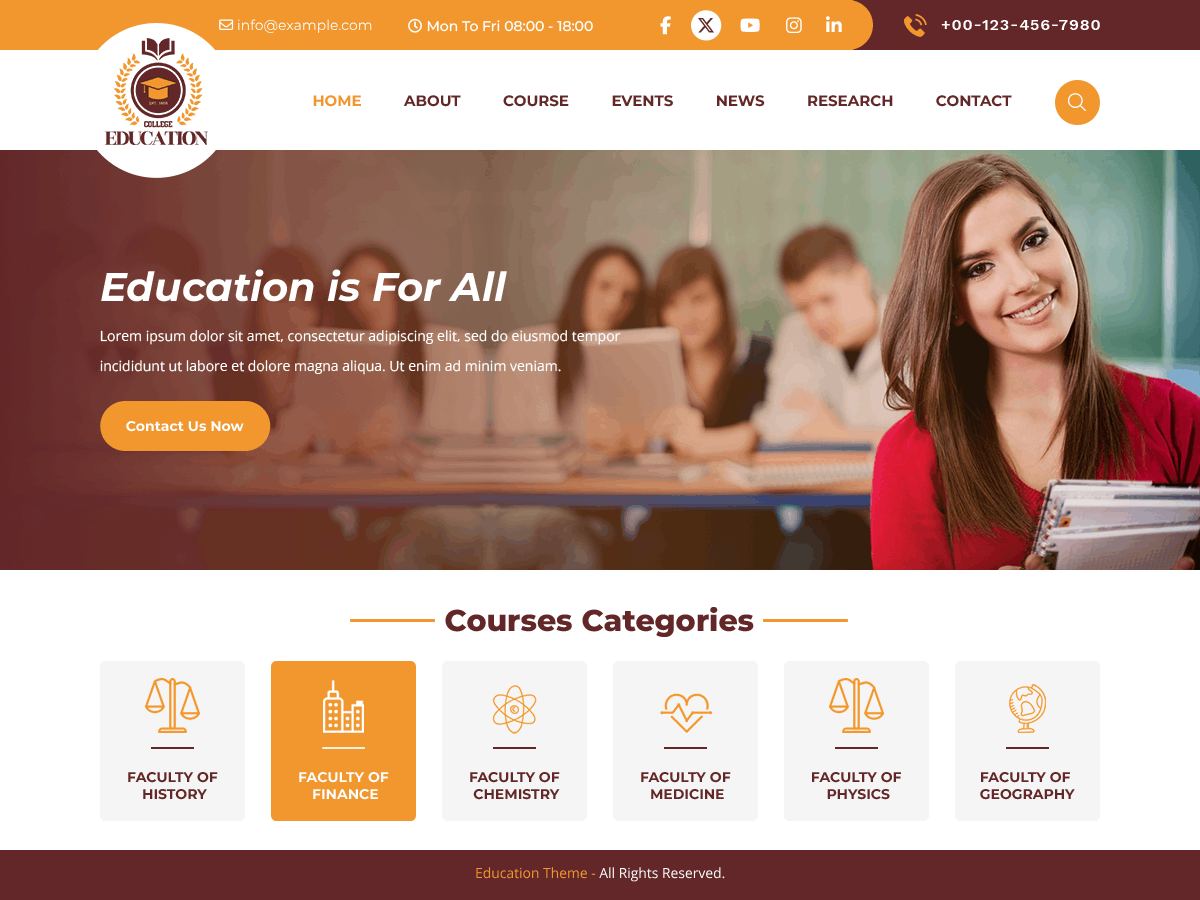 info@example.com
Mon To Fri 08:00 - 18:00
+00-123-456-7980
COLLEGE
EDUCATION
HOME
ABOUT
COURSE
EVENTS
NEWS
RESEARCH
CONTACT
Education is For All
Lorem ipsum dolor sit amet, consectetur adipiscing elit, sed do eiusmod tempor
incididunt ut labore et dolore magna aliqua. Ut enim ad minim veniam.
Contact Us Now
Courses Categories
FACULTY OF
HISTORY
FACULTY OF
FINANCE
FACULTY OF
CHEMISTRY
FACULTY OF
MEDICINE
FACULTY OF
PHYSICS
FACULTY OF
GEOGRAPHY
Education Theme - All Rights Reserved.